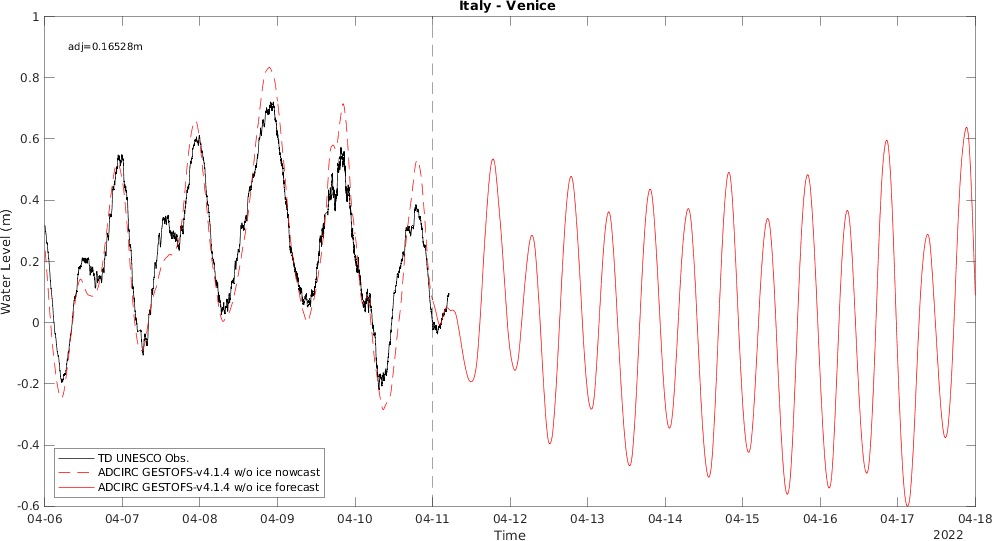 Italy - Venice
adj=0.16528m
Water Level (m)
1
0.8
0.6
0.4
0.2
0
-0.2
-0.4
-0.6
TD UNESCO Obs.
ADCIRC GESTOFS-v4.1.4 w/o ice nowcast
ADCIRC GESTOFS-v4.1.4 w/o ice forecast
04-06 04-07 04-08 04-09 04-10 04-11 04-12 04-13 04-14 04-15 04-16 04-17 04-18
Time
2022